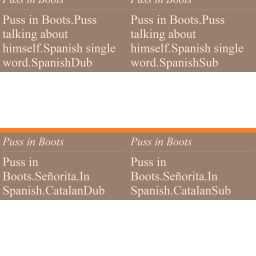 Puss in Boots Puss in Boots
Puss in Boots.Puss Puss in Boots.Puss
talking about talking about
himself.Spanish single himself.Spanish single
word.SpanishDub word.SpanishSub
Puss in Boots Puss in Boots
Puss in Puss in
Boots.Señorita.In Boots.Señorita.In
Spanish.CatalanDub Spanish.CatalanSub